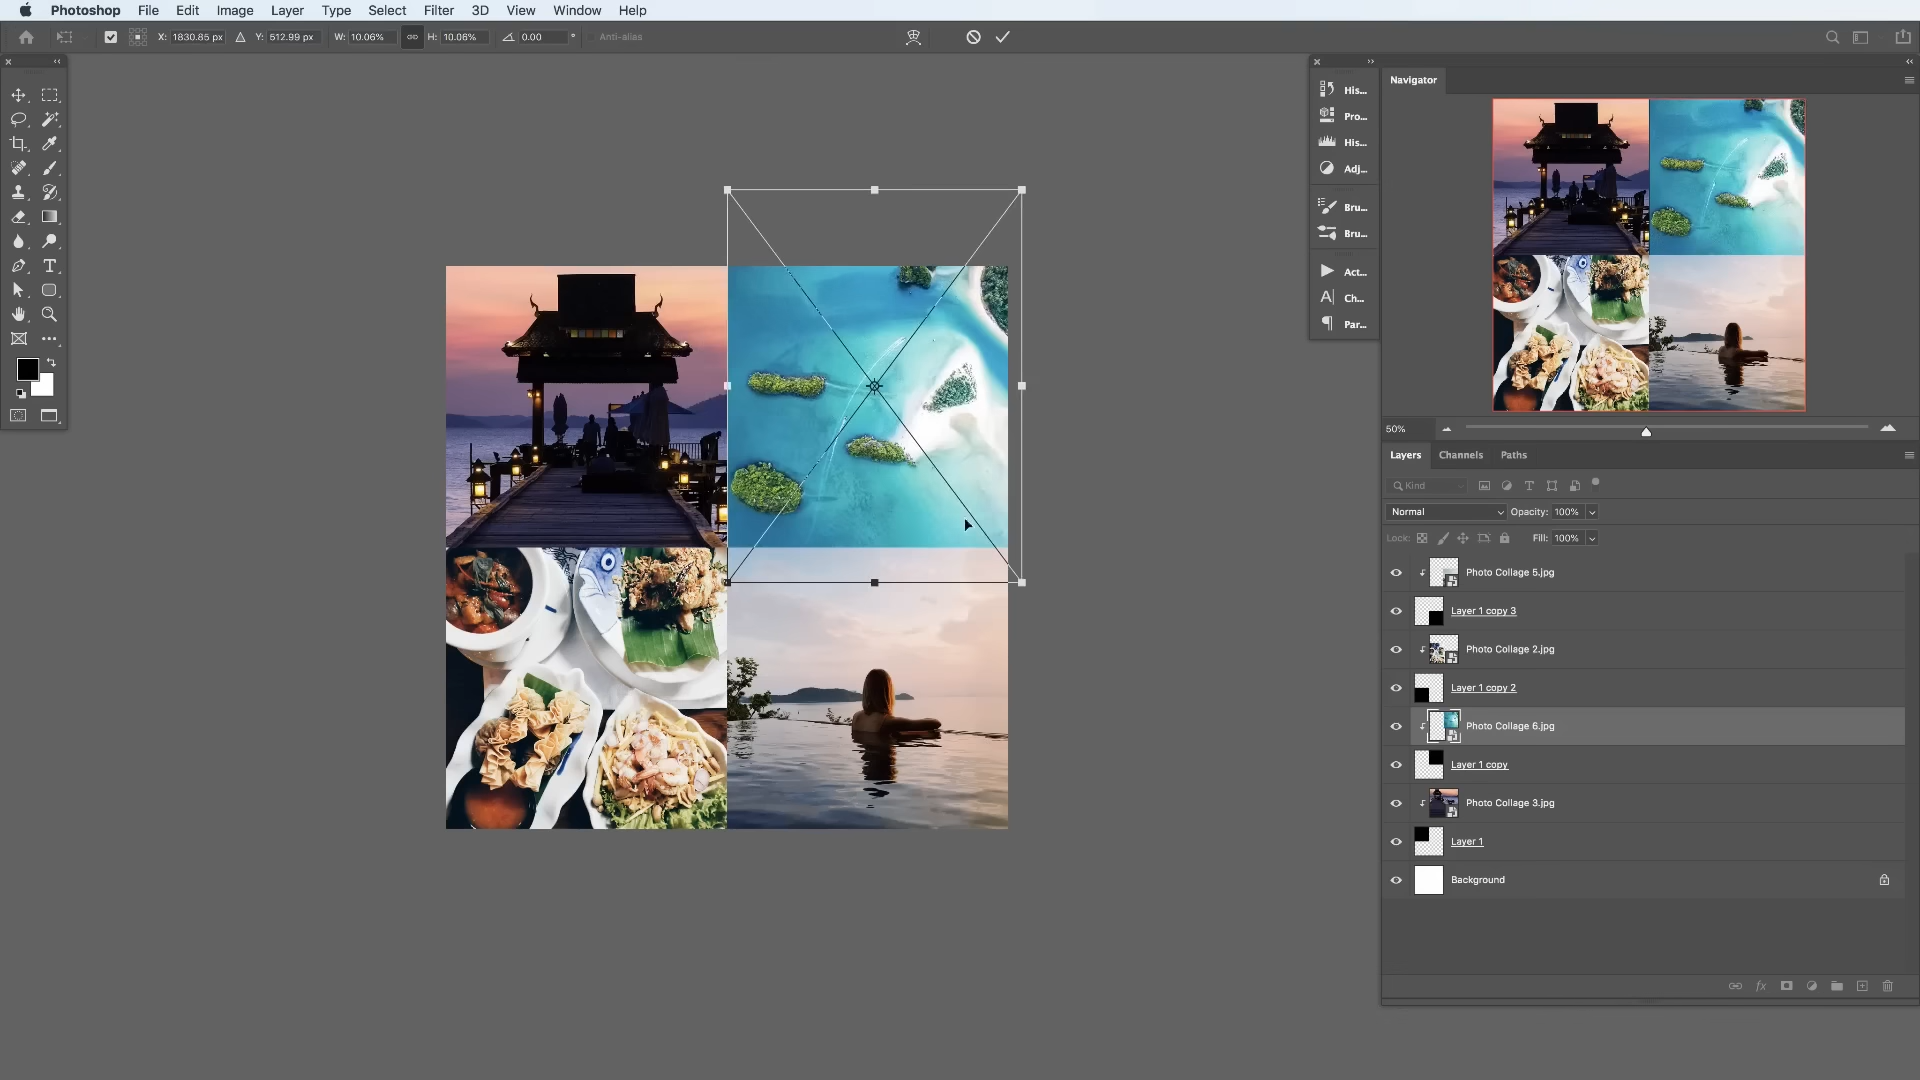 Photoshop File Edit Image Layer Type Select Filter 3D View Window Help
X: 1830.85 px Y: 512.99 px W: 10.06% H: 10.06% 0.00 ° Anti-alias
Navigator
His...
Pro...
His...
Adj...
Bru...
Bru...
Act...
Ch...
Par...
50%
Layers Channels Paths
Kind
Normal Opacity: 100%
Lock: Fill: 100%
Photo Collage 5.jpg
Layer 1 copy 3
Photo Collage 2.jpg
Layer 1 copy 2
Photo Collage 6.jpg
Layer 1 copy
Photo Collage 3.jpg
Layer 1
Background
fx